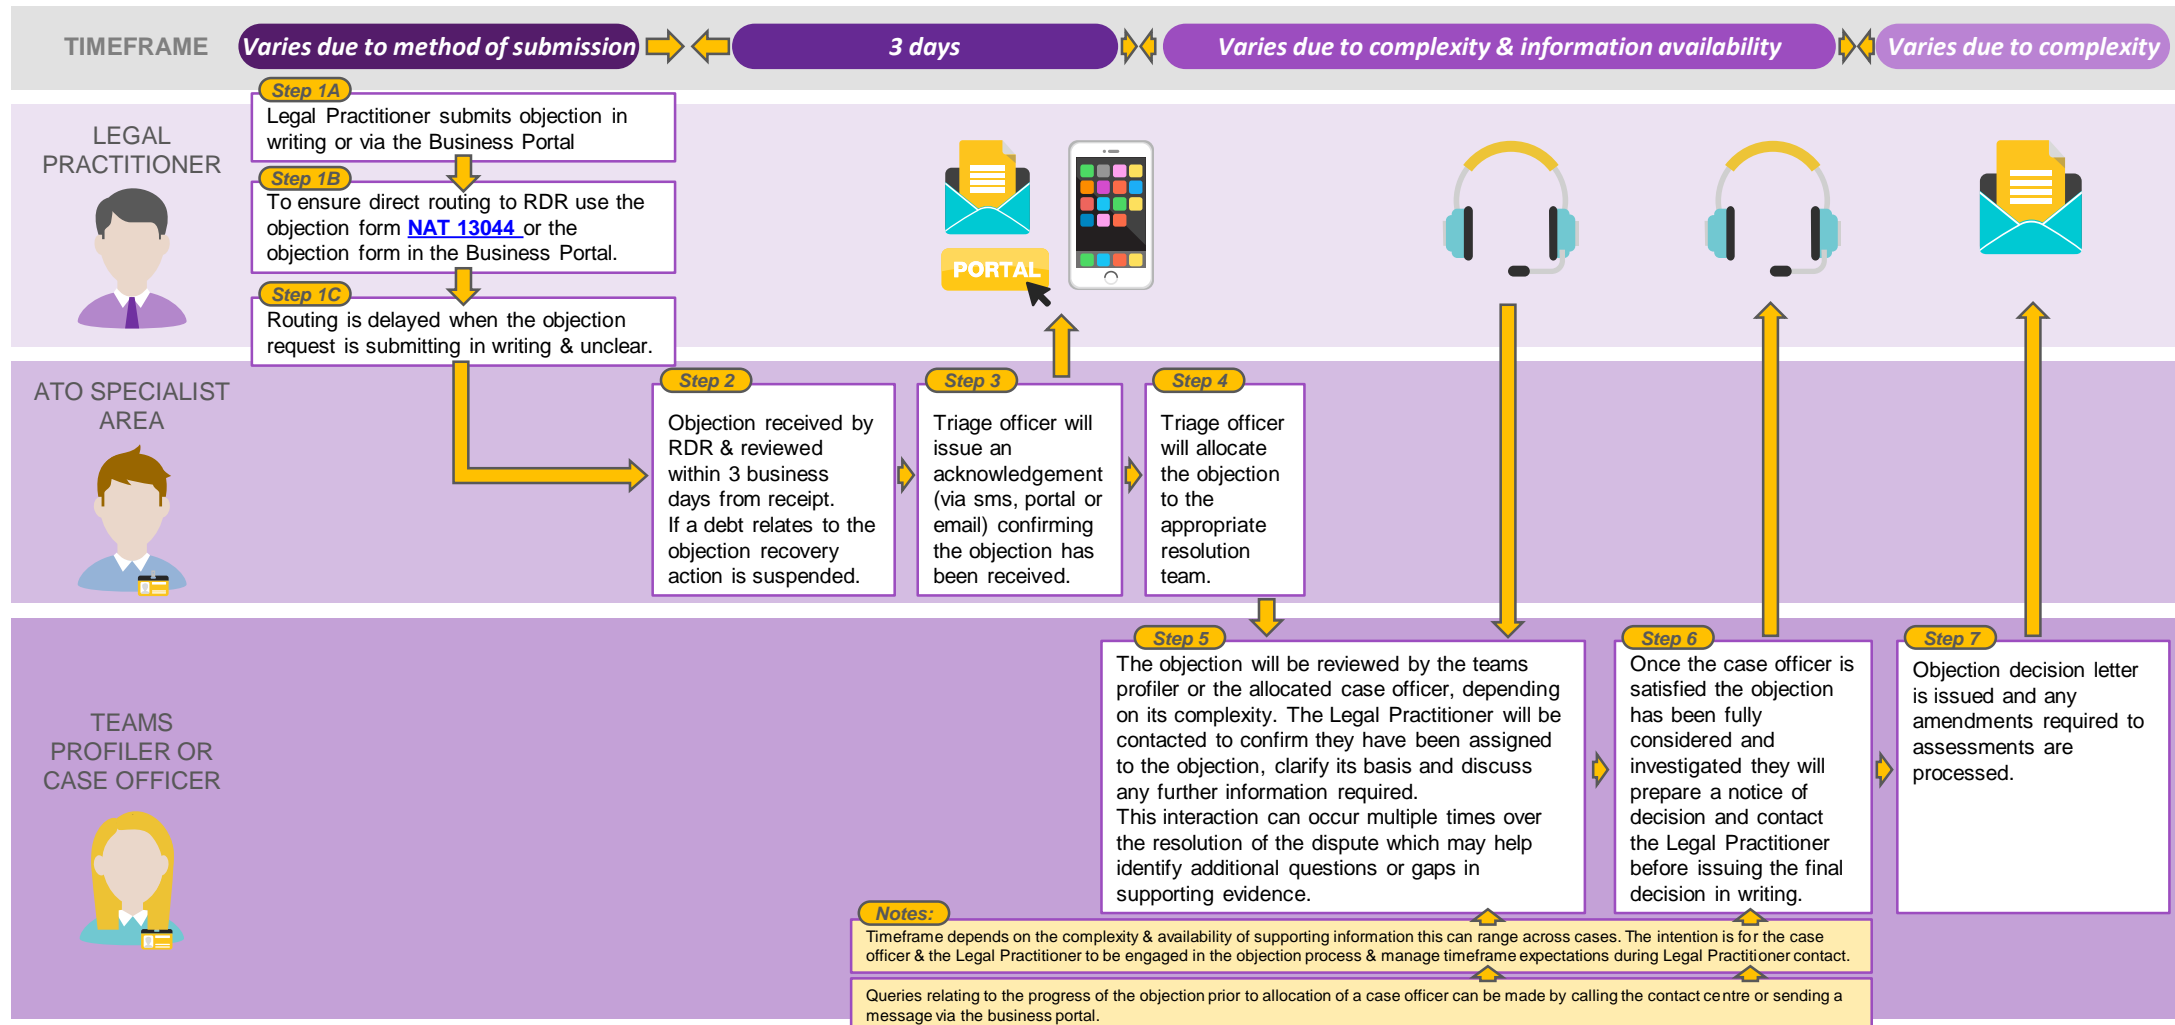 TIMEFRAME
Varies due to method of submission
3 days
Varies due to complexity & information availability
Varies due to complexity
LEGAL
PRACTITIONER
Step 1A
Legal Practitioner submits objection in
writing or via the Business Portal
Step 1B
To ensure direct routing to RDR use the
objection form NAT 13044 or the
objection form in the Business Portal.
Step 1C
Routing is delayed when the objection
request is submitting in writing & unclear.
PORTAL
ATO SPECIALIST
AREA
Step 2
Objection received by
RDR & reviewed
within 3 business
days from receipt.
If a debt relates to the
objection recovery
action is suspended.
Step 3
Triage officer will
issue an
acknowledgement
(via sms, portal or
email) confirming
the objection has
been received.
Step 4
Triage officer
will allocate
the objection
to the
appropriate
resolution
team.
TEAMS
PROFILER OR
CASE OFFICER
Step 5
The objection will be reviewed by the teams
profiler or the allocated case officer, depending
on its complexity. The Legal Practitioner will be
contacted to confirm they have been assigned
to the objection, clarify its basis and discuss
any further information required.
This interaction can occur multiple times over
the resolution of the dispute which may help
identify additional questions or gaps in
supporting evidence.
Step 6
Once the case officer is
satisfied the objection
has been fully
considered and
investigated they will
prepare a notice of
decision and contact
the Legal Practitioner
before issuing the final
decision in writing.
Step 7
Objection decision letter
is issued and any
amendments required to
assessments are
processed.
Notes:
Timeframe depends on the complexity & availability of supporting information this can range across cases. The intention is for the case
officer & the Legal Practitioner to be engaged in the objection process & manage timeframe expectations during Legal Practitioner contact.
Queries relating to the progress of the objection prior to allocation of a case officer can be made by calling the contact centre or sending a
message via the business portal.